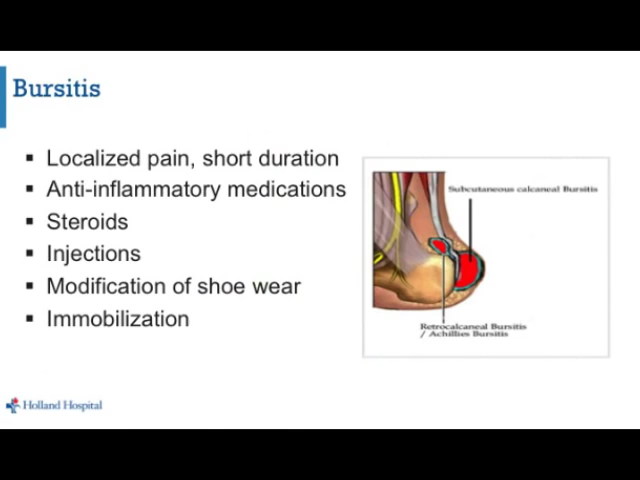 Bursitis
Localized pain, short duration
Anti-inflammatory medications
Steroids
Injections
Modification of shoe wear
Immobilization
Subcutaneous calcaneal Bursitis
Retrocalcaneal Bursitis
/ Achillies Bursitis
Holland Hospital